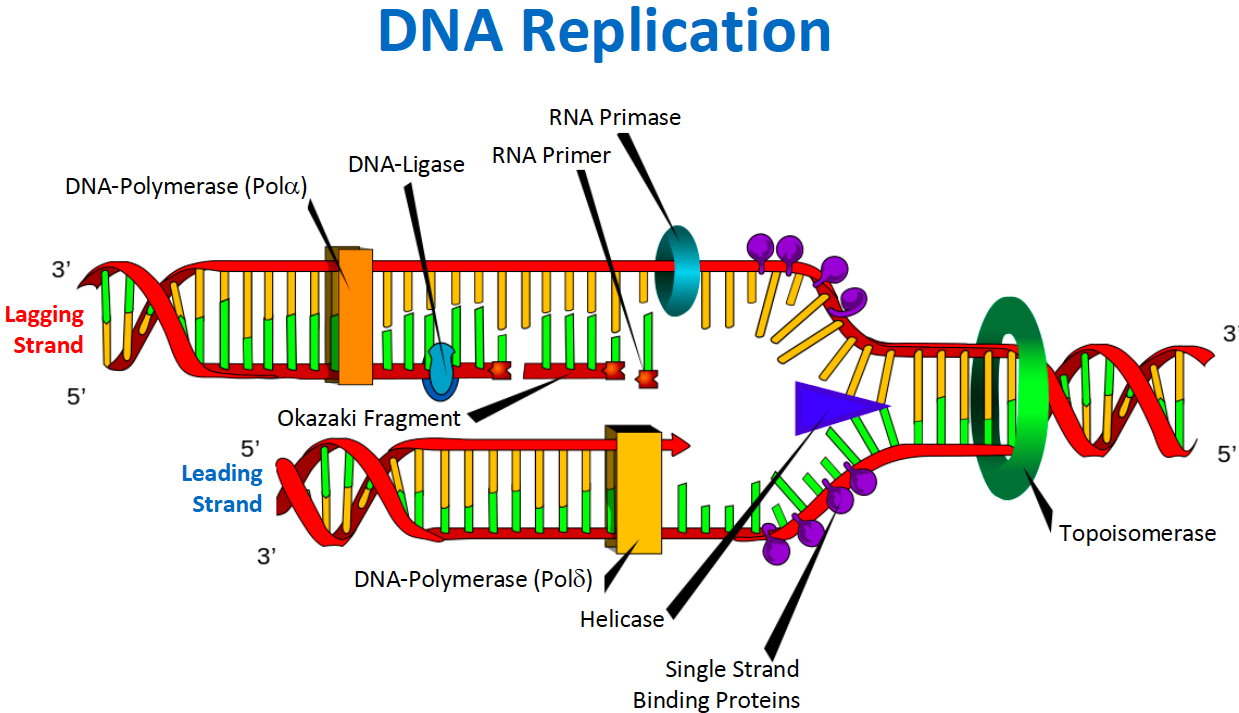 DNA Replication
RNA Primase
RNA Primer
DNA-Ligase
DNA-Polymerase (Polα)
3’
Lagging
Strand
5’
Okazaki Fragment
3’
5’
5’
Leading
Strand
3’
Topoisomerase
DNA-Polymerase (Polδ)
Helicase
Single Strand
Binding Proteins